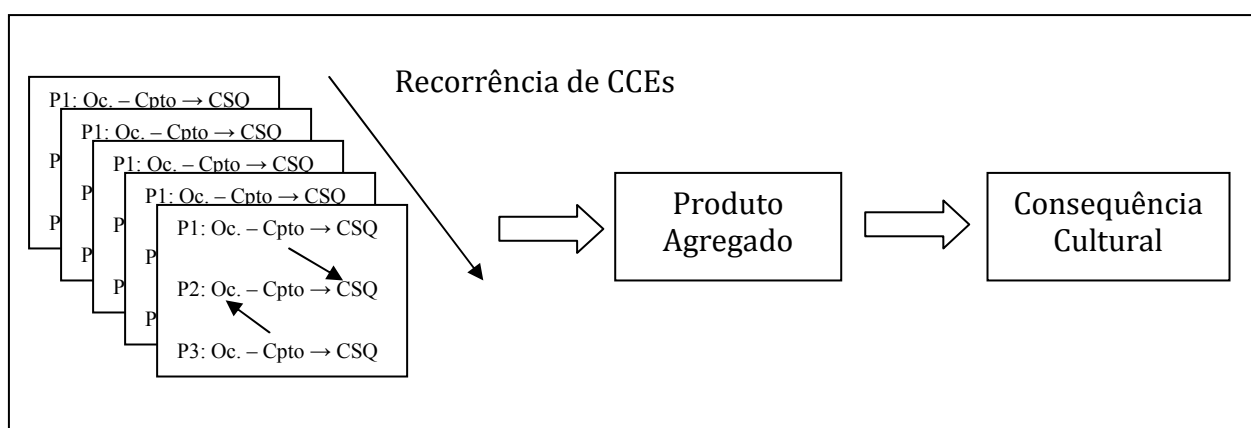 Recorrência de CCEs
P1: Oc. – Cpto → CSQ
P
P
P1: Oc. – Cpto → CSQ
P
P
P1: Oc. – Cpto → CSQ
P
P
P1: Oc. – Cpto → CSQ
P
P
P1: Oc. – Cpto → CSQ
P2: Oc. – Cpto → CSQ
P3: Oc. – Cpto → CSQ
Produto
Agregado
Consequência
Cultural